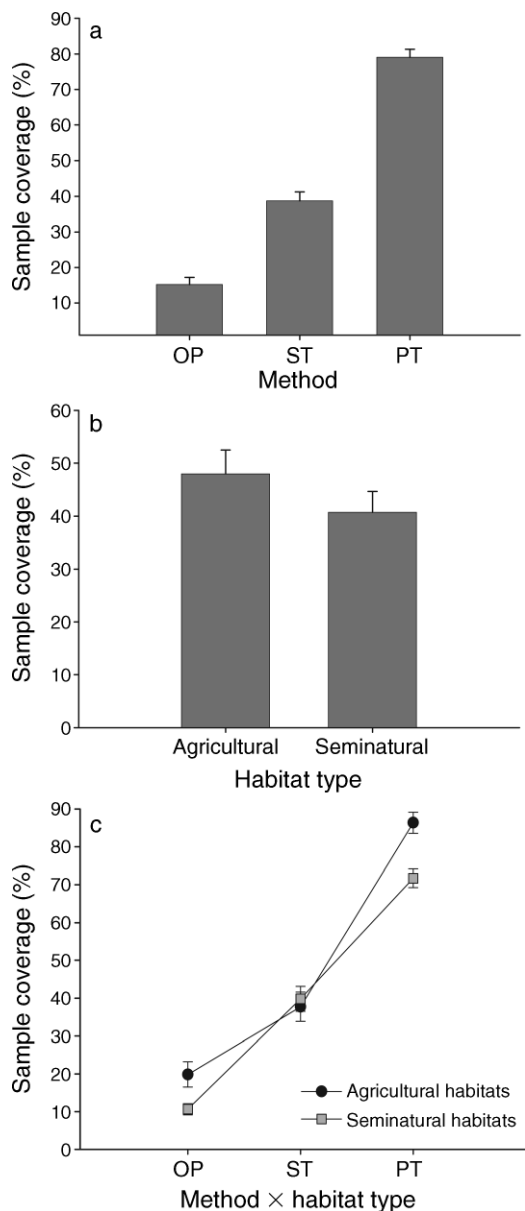 a
Sample coverage (%)
90
80
70
60
50
40
30
20
10
OP ST PT
Method
b
Sample coverage (%)
60
50
40
30
20
10
0
Agricultural Seminatural
Habitat type
c
Sample coverage (%)
90
80
70
60
50
40
30
20
10
0
Agricultural habitats
Seminatural habitats
OP ST PT
Method × habitat type